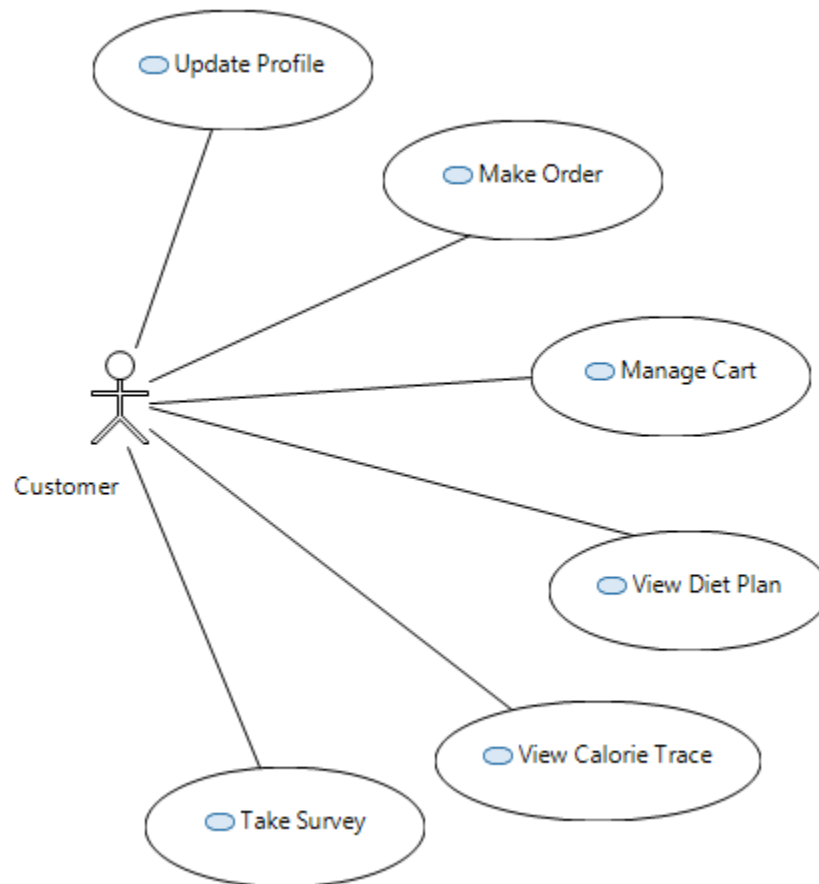 Update Profile
Make Order
Manage Cart
Customer
View Diet Plan
View Calorie Trace
Take Survey